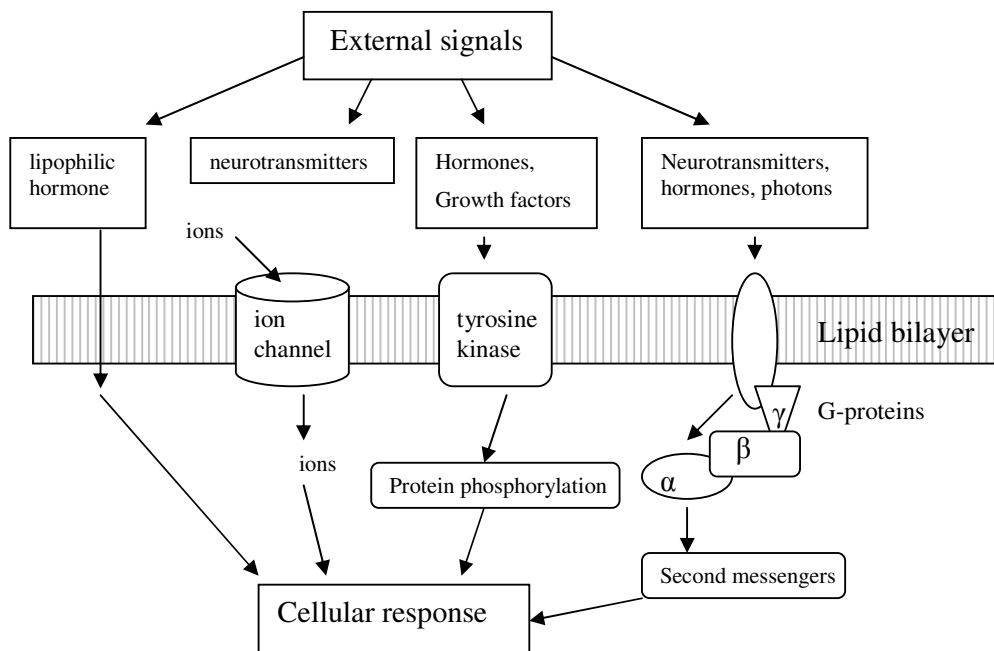 External signals
lipophilic
hormone
neurotransmitters
Hormones,
Growth factors
Neurotransmitters,
hormones, photons
ions
ion
channel
tyrosine
kinase
Lipid bilayer
γ
G-proteins
β
α
ions
Protein phosphorylation
Second messengers
Cellular response